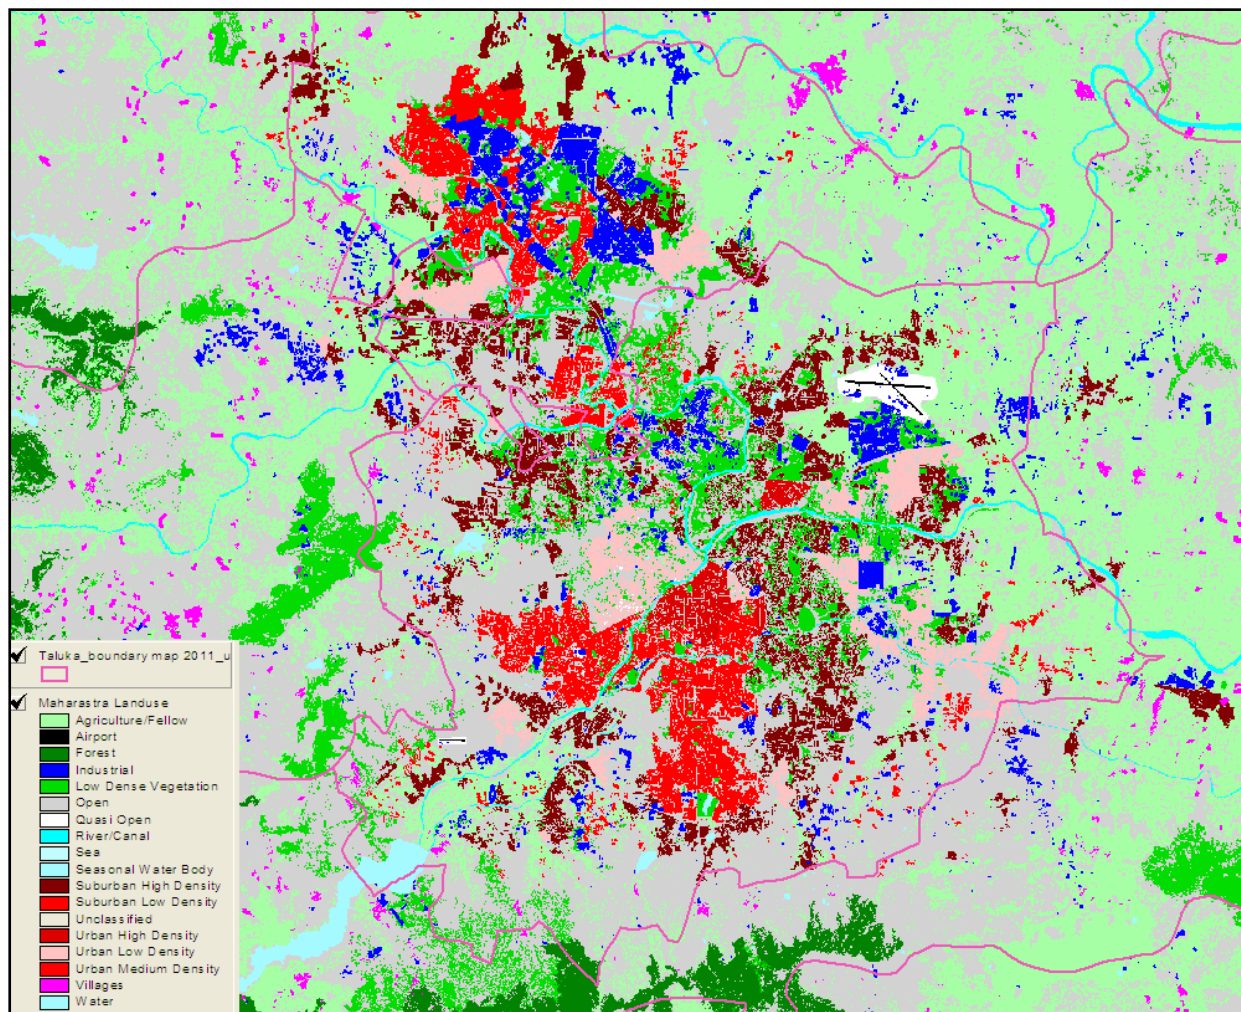 Taluka_boundary map 2011_u
Maharastra Landuse
Agriculture/Fellow
Airport
Forest
Industrial
Low Dense Vegetation
Open
Quasi Open
River/Canal
Sea
Seasonal Water Body
Suburban High Density
Suburban Low Density
Unclassified
Urban High Density
Urban Low Density
Urban Medium Density
Villages
Water